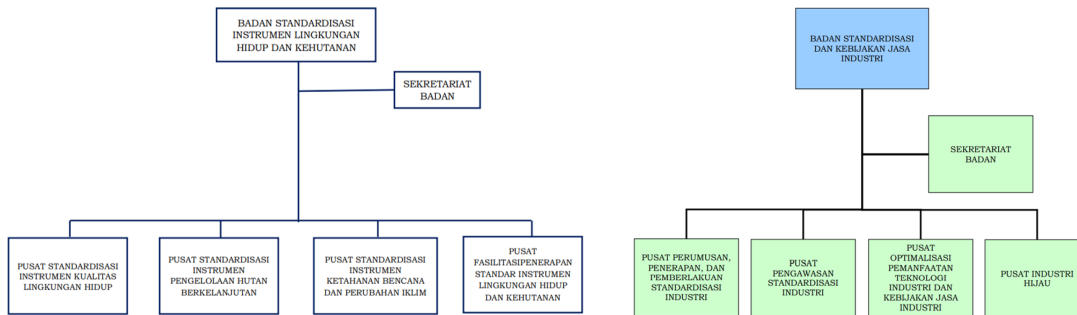 BADAN STANDARDISASI
INSTRUMEN LINGKUNGAN
HIDUP DAN KEHUTANAN
SEKRETARIAT
BADAN
PUSAT STANDARDISASI
INSTRUMEN KUALITAS
LINGKUNGAN HIDUP
PUSAT STANDARDISASI
INSTRUMEN
PENGELOLAAN HUTAN
BERKELANJUTAN
PUSAT STANDARDISASI
INSTRUMEN
KETAHANAN BENCANA
DAN PERUBAHAN IKLIM
PUSAT
FASILITASIPENERAPAN
STANDAR INSTRUMEN
LINGKUNGAN HIDUP
DAN KEHUTANAN
BADAN STANDARDISASI
DAN KEBIJAKAN JASA
INDUSTRI
SEKRETARIAT
BADAN
PUSAT PERUMUSAN,
PENERAPAN, DAN
PEMBERLAKUAN
STANDARDISASI
INDUSTRI
PUSAT
PENGAWASAN
STANDARDISASI
INDUSTRI
PUSAT
OPTIMALISASI
PEMANFAATAN
TEKNOLOGI
INDUSTRI DAN
KEBIJAKAN JASA
INDUSTRI
PUSAT INDUSTRI
HIJAU